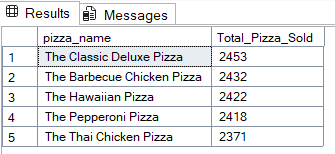 Results Messages
pizza_name Total_Pizza_Sold
1 The Classic Deluxe Pizza 2453
2 The Barbecue Chicken Pizza 2432
3 The Hawaiian Pizza 2422
4 The Pepperoni Pizza 2418
5 The Thai Chicken Pizza 2371